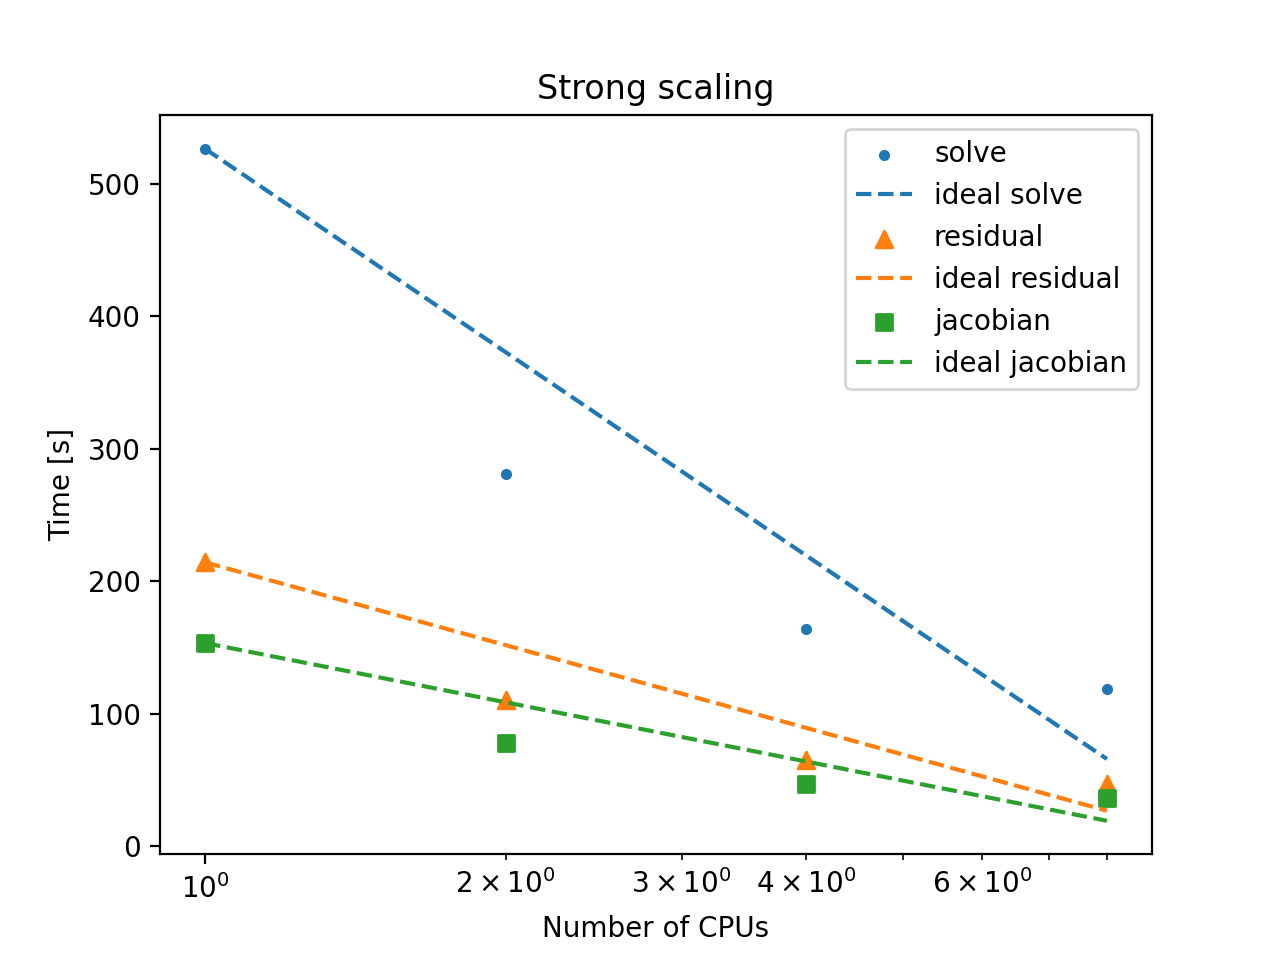 Strong scaling
solve
ideal solve
residual
ideal residual
jacobian
ideal jacobian
500
400
300
200
100
0
Time [s]
10⁰
2 × 10⁰
3 × 10⁰
4 × 10⁰
6 × 10⁰
Number of CPUs